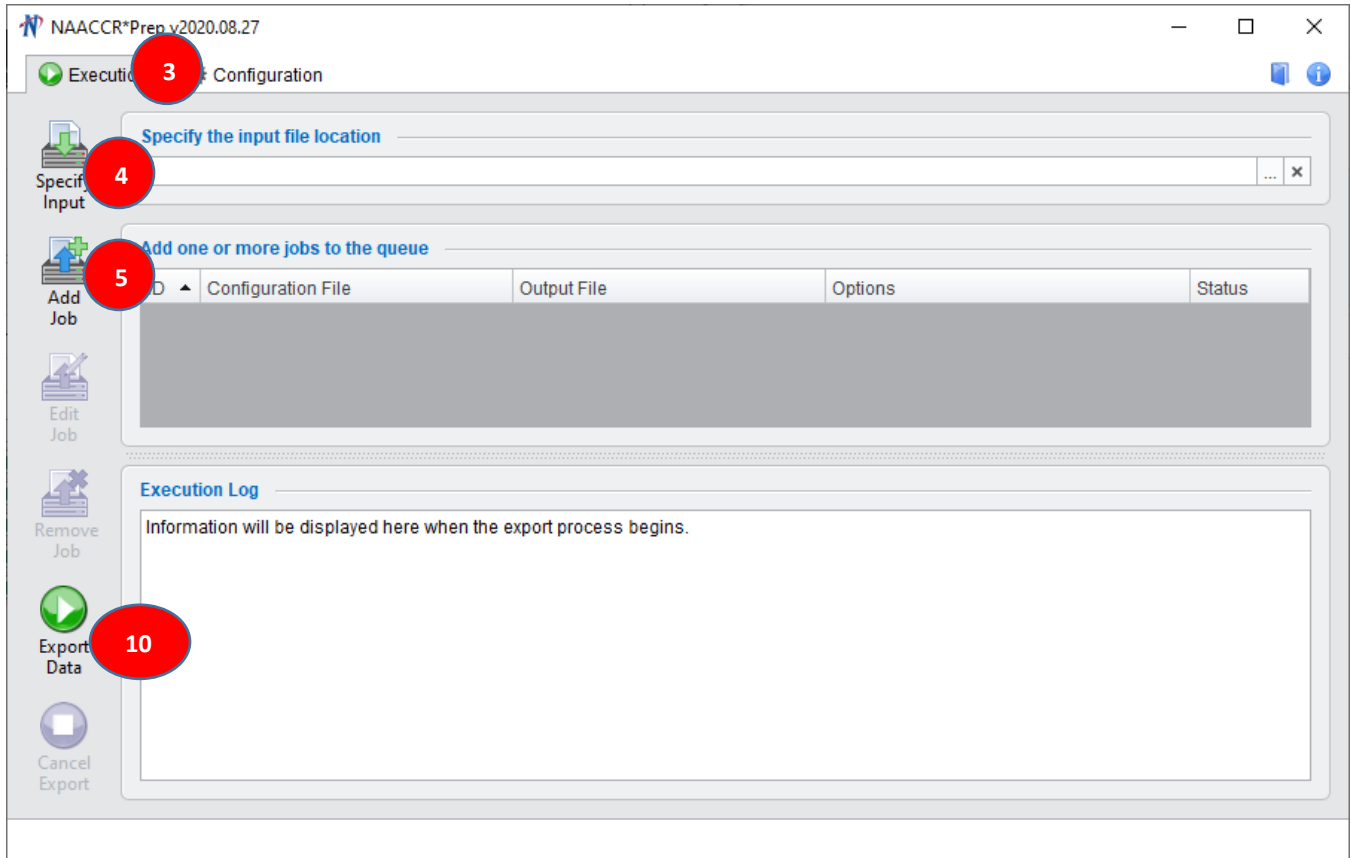 NAACCR*Prep v2020.08.27
3
Configuration
Specify the input file location
4
Input
...
Add one or more jobs to the queue
5
Configuration File
Output File
Options
Status
Add
Job
Edit
Job
Execution Log
Information will be displayed here when the export process begins.
Remove
Job
10
Export
Data
Cancel
Export